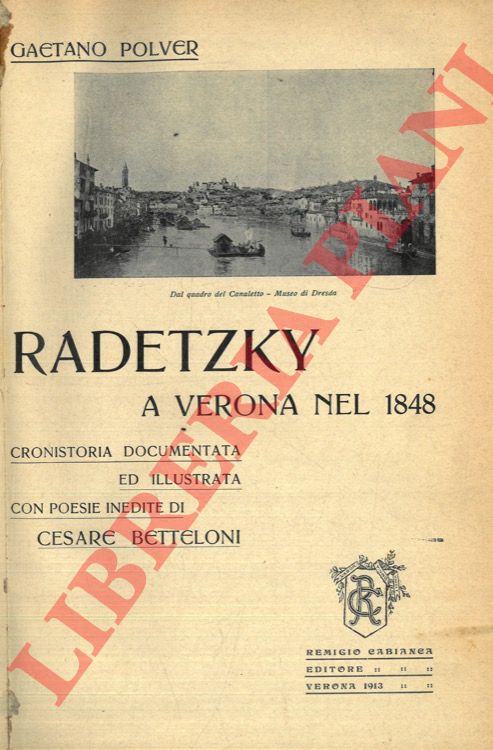 GAETANO POLVER
Dal quadro del Canaletto – Museo di Dresda
RADETZKY
A VERONA NEL 1848
CRONISTORIA DOCUMENTATA
ED ILLUSTRATA
CON POESIE INEDITE DI
CESARE BETTELONI
REMIGIO CABIANCA
EDITORE :: :: ::
VERONA 1913 :: ::
LIBRERIA PIANI